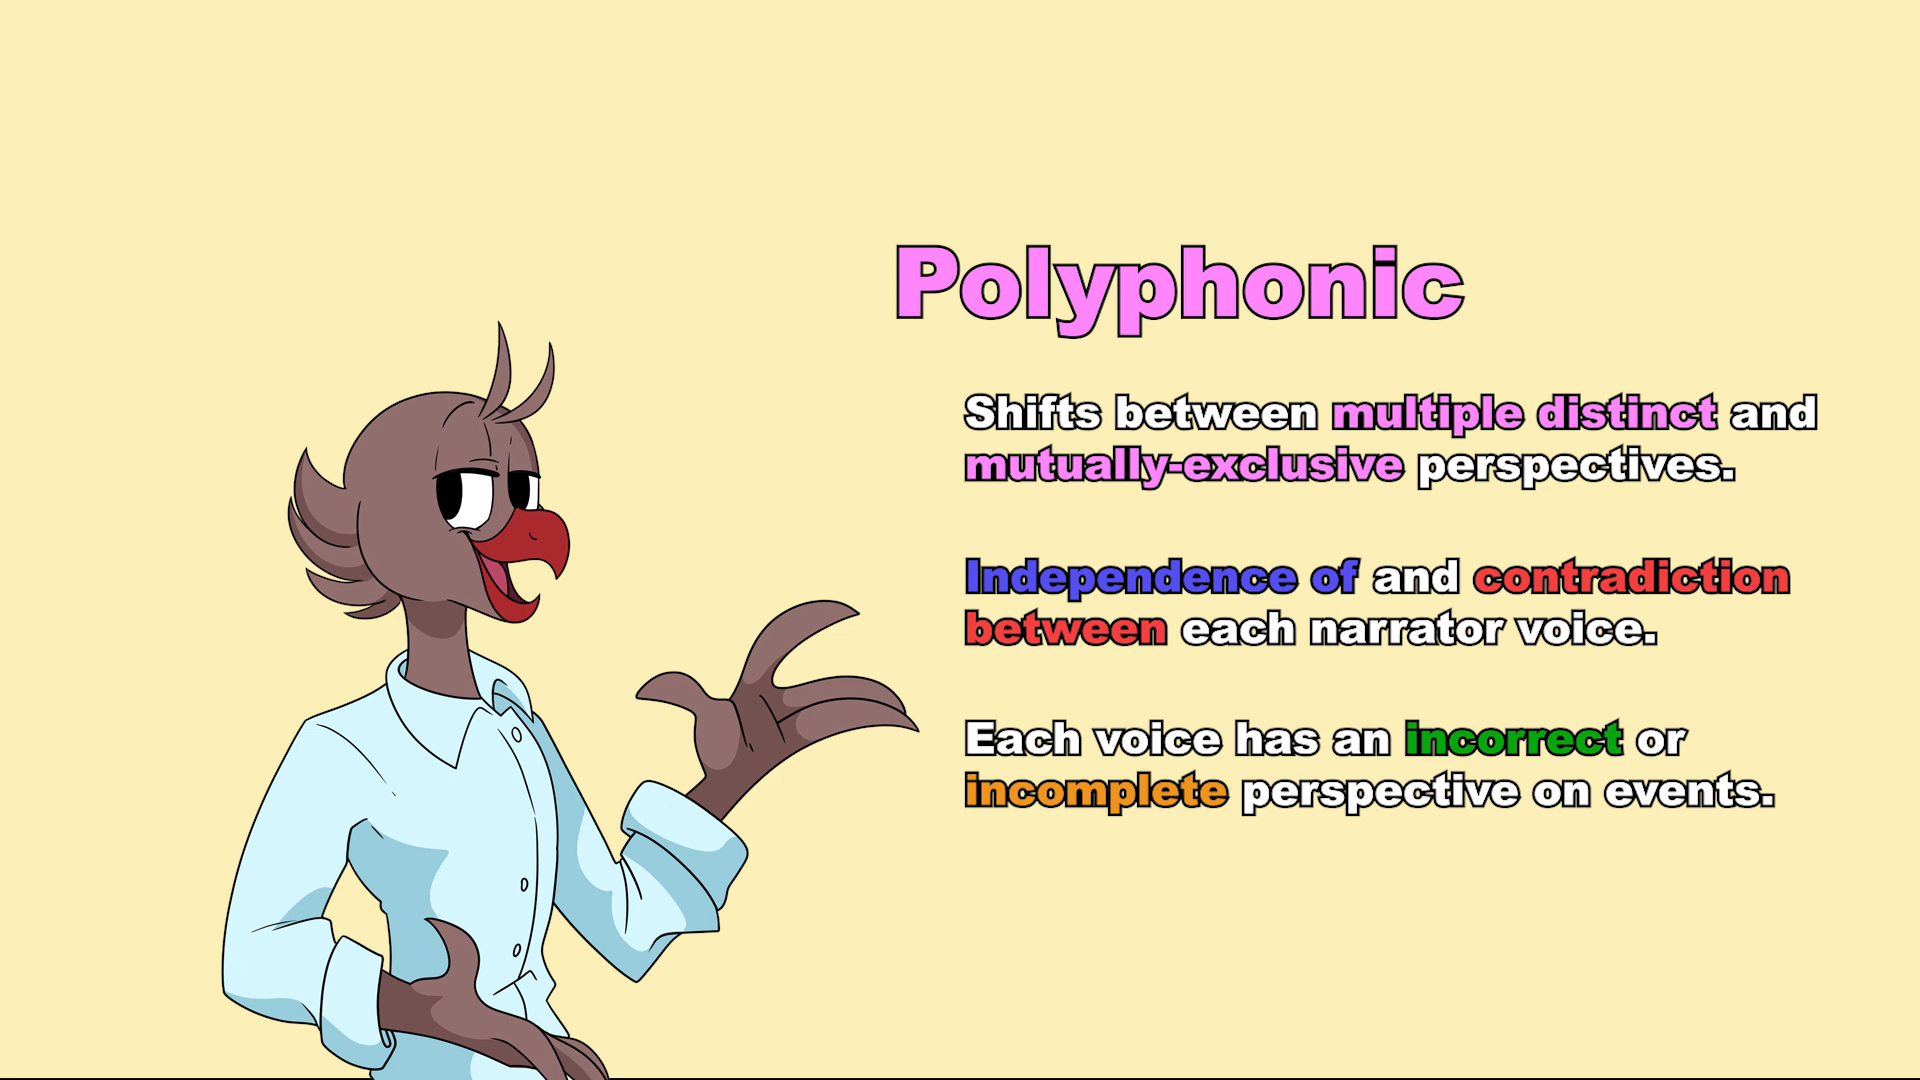 Polyphonic
Shifts between multiple distinct and
mutually-exclusive perspectives.
Independence of and contradiction
between each narrator voice.
Each voice has an incorrect or
incomplete perspective on events.